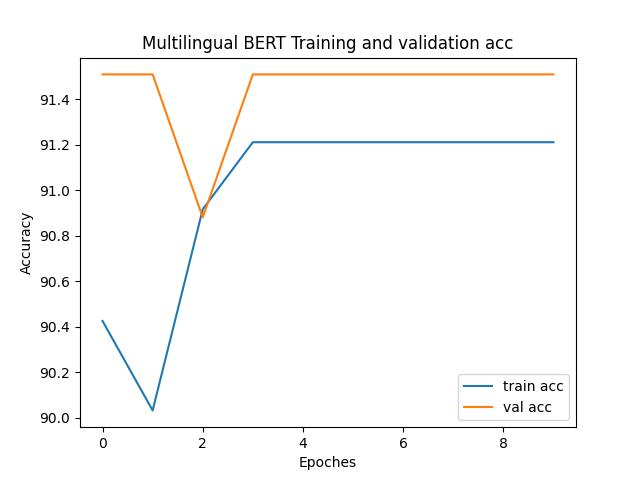 Multilingual BERT Training and validation acc
91.4
91.2
91.0
90.8
90.6
90.4
90.2
90.0
Accuracy
0 2 4 6 8
Epoches
train acc
val acc